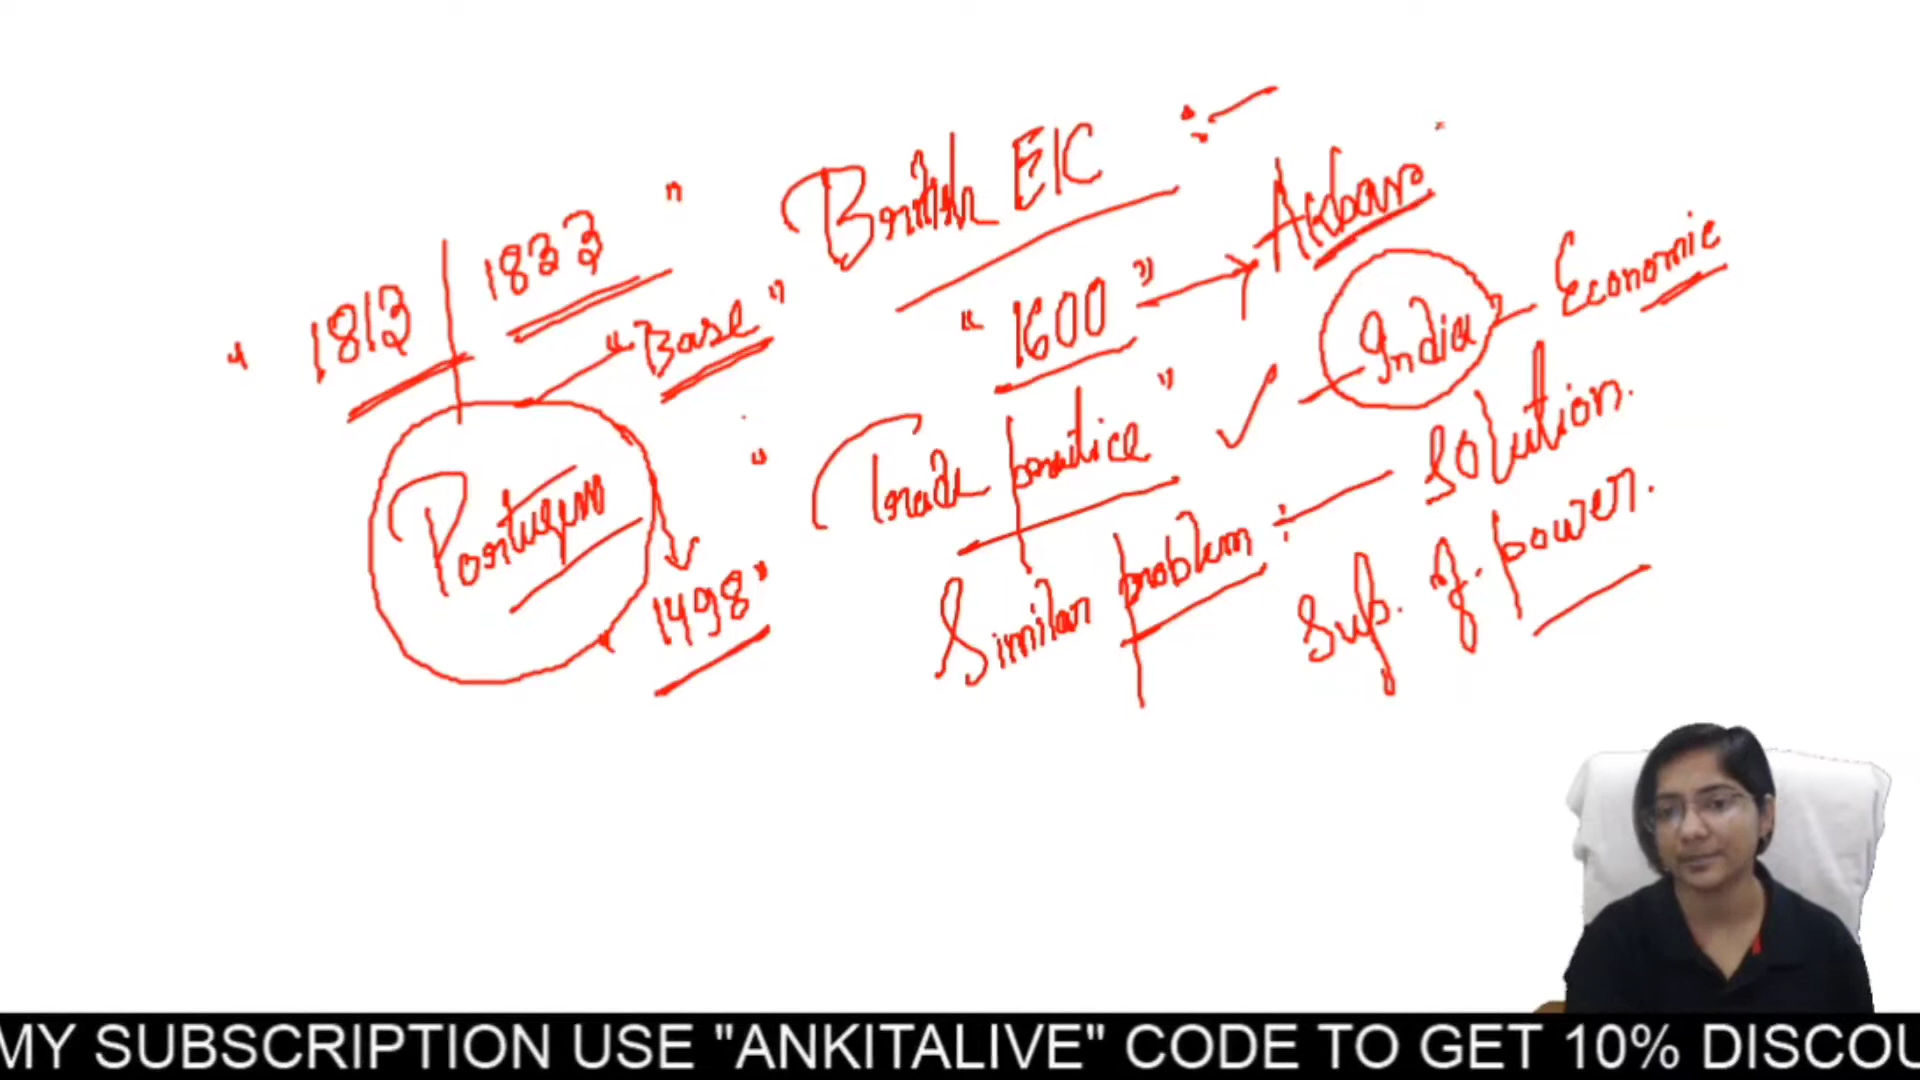 British EIC :-
"1813 | 1833"
"Base"
"1600" → Akbar
India - Economic
Portugese
1498"
"Trade practice" ✓
Similar problem :- Solution.
Sub. of power.
MY SUBSCRIPTION USE "ANKITALIVE" CODE TO GET 10% DISCOU